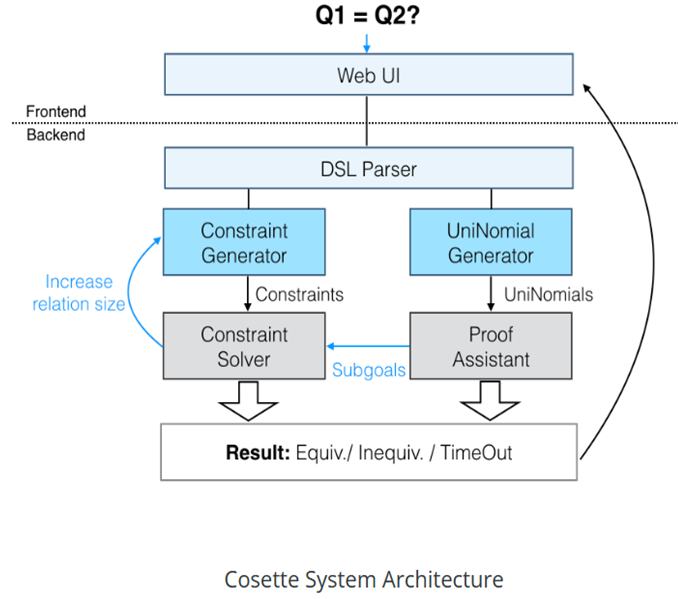 Q1 = Q2?
Web UI
Frontend
Backend
DSL Parser
Constraint
Generator
UniNomial
Generator
Increase
relation size
Constraints
UniNomials
Constraint
Solver
Subgoals
Proof
Assistant
Result: Equiv./ Inequiv. / TimeOut
Cosette System Architecture